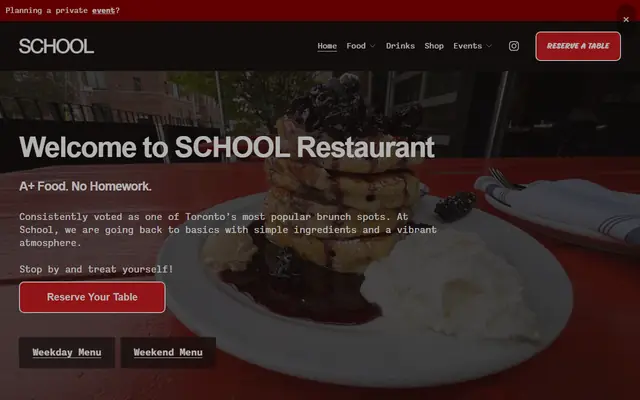 Planning a private event?
×
SCHOOL
Home
Food
Drinks
Shop
Events
RESERVE A TABLE
Welcome to SCHOOL Restaurant
A+ Food. No Homework.
Consistently voted as one of Toronto's most popular brunch spots. At
School, we are going back to basics with simple ingredients and a vibrant
atmosphere.
Stop by and treat yourself!
Reserve Your Table
Weekday Menu
Weekend Menu